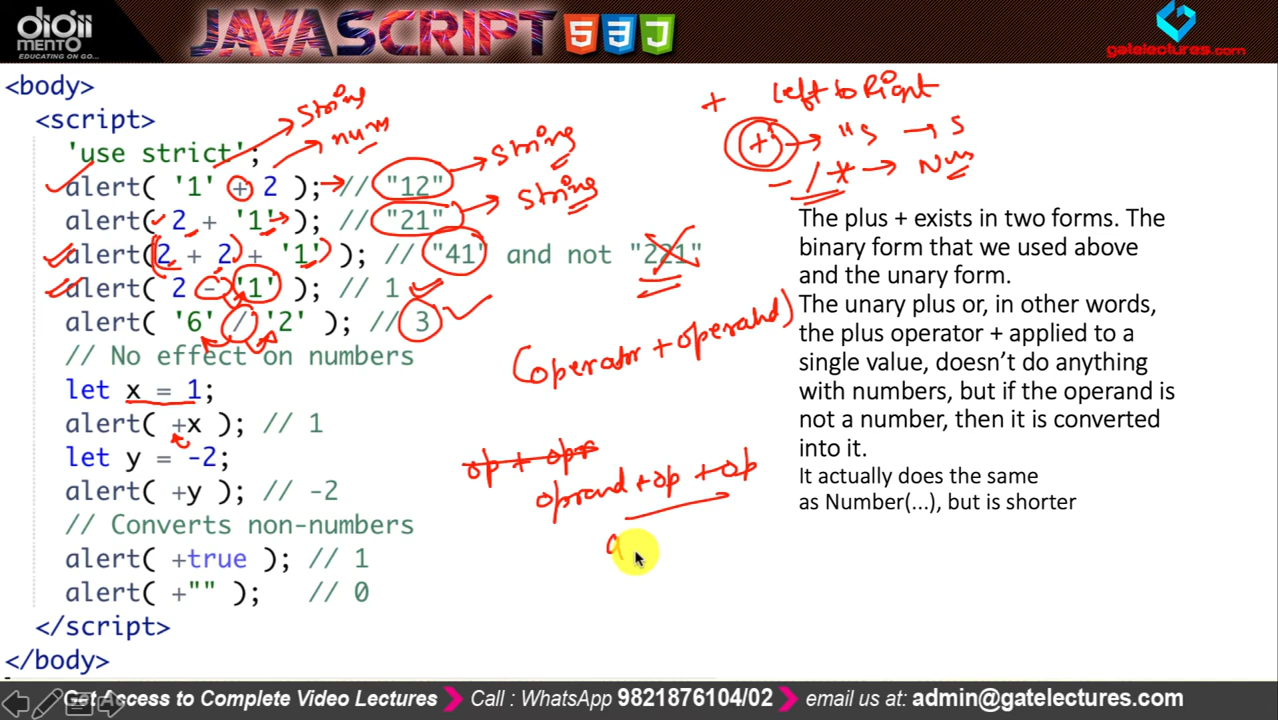 didii
MENTO
EDUCATING ON GO...
JAVASCRIPT
gatelectures.com
<body>
<script>
'use strict';
alert( '1' + 2 ); // "12"
alert( 2 + '1' ); // "21"
alert( 2 + 2 + '1' ); // "41" and not "221"
alert( 2 - '1' ); // 1
alert( '6' / '2' ); // 3
// No effect on numbers
let x = 1;
alert( +x ); // 1
let y = -2;
alert( +y ); // -2
// Converts non-numbers
alert( +true ); // 1
alert( +"" ); // 0
</script>
</body>
String
num
String
String
+ left to Right
+ → "S → S
- / * → Num
(operator + operand)
op + opr
oprand + op + op
a
The plus + exists in two forms. The
binary form that we used above
and the unary form.
The unary plus or, in other words,
the plus operator + applied to a
single value, doesn’t do anything
with numbers, but if the operand is
not a number, then it is converted
into it.
It actually does the same
as Number(...), but is shorter
Get Access to Complete Video Lectures
Call : WhatsApp 9821876104/02
email us at: admin@gatelectures.com